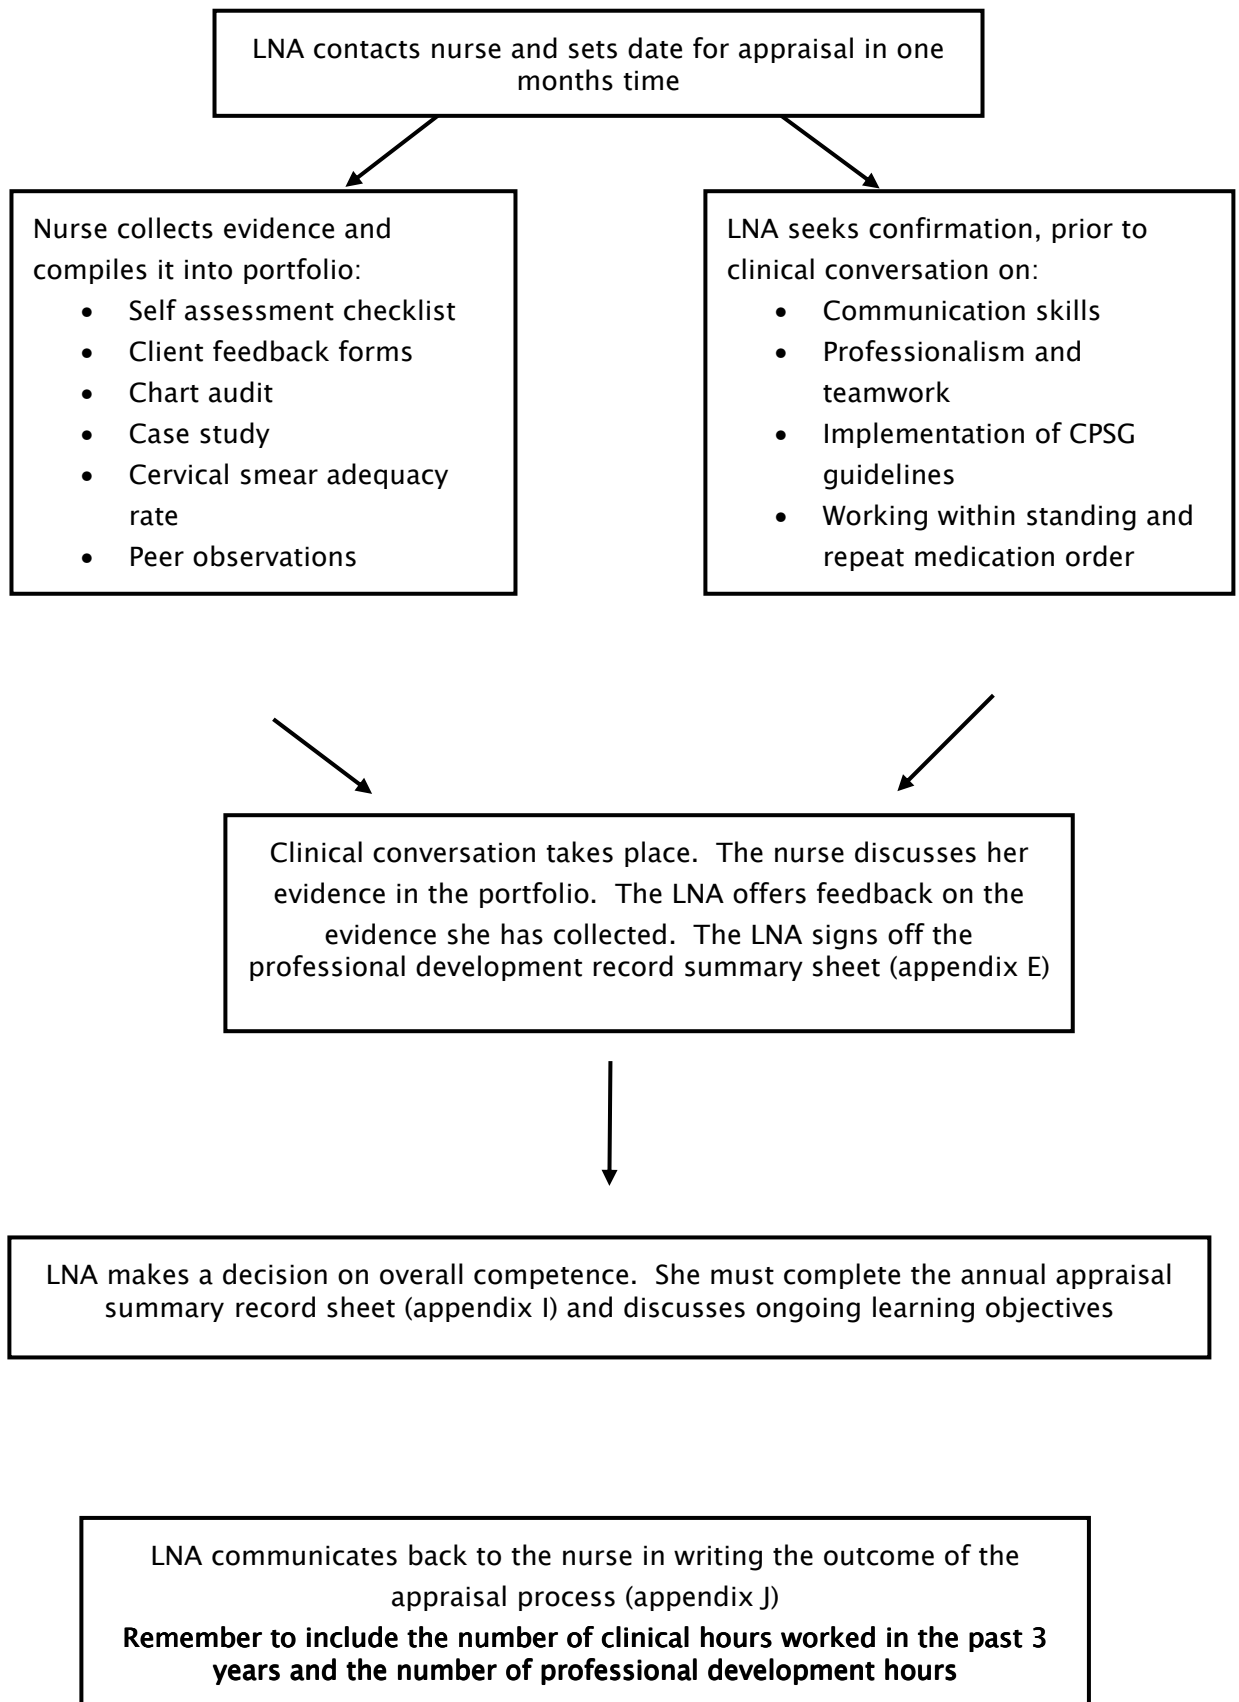 LNA contacts nurse and sets date for appraisal in one
months time
Nurse collects evidence and
compiles it into portfolio:
• Self assessment checklist
• Client feedback forms
• Chart audit
• Case study
• Cervical smear adequacy
rate
• Peer observations
LNA seeks confirmation, prior to
clinical conversation on:
• Communication skills
• Professionalism and
teamwork
• Implementation of CPSG
guidelines
• Working within standing and
repeat medication order
Clinical conversation takes place.  The nurse discusses her
evidence in the portfolio.  The LNA offers feedback on the
evidence she has collected.  The LNA signs off the
professional development record summary sheet (appendix E)
LNA makes a decision on overall competence.  She must complete the annual appraisal
summary record sheet (appendix I) and discusses ongoing learning objectives
LNA communicates back to the nurse in writing the outcome of the
appraisal process (appendix J)
Remember to include the number of clinical hours worked in the past 3
years and the number of professional development hours